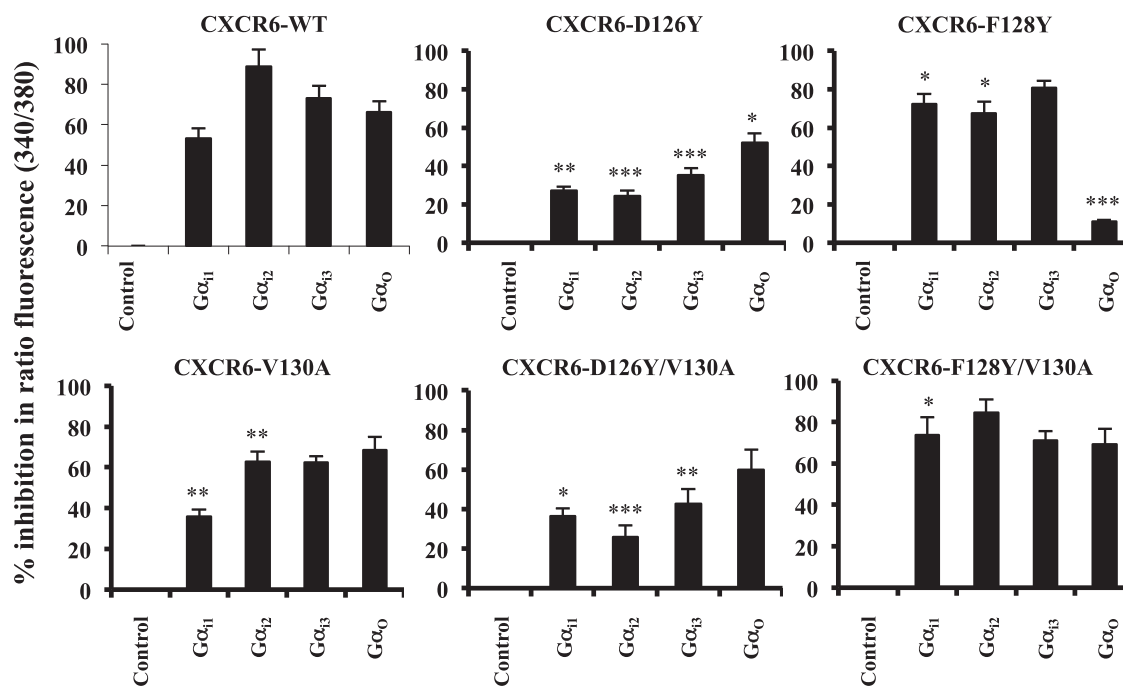 % inhibition in ratio fluorescence (340/380)
CXCR6-WT
100
80
60
40
20
0
Control
Gαi1
Gαi2
Gαi3
GαO
CXCR6-D126Y
100
80
60
40
20
0
**
***
***
*
Control
Gαi1
Gαi2
Gαi3
GαO
CXCR6-F128Y
100
80
60
40
20
0
*
*
***
Control
Gαi1
Gαi2
Gαi3
GαO
CXCR6-V130A
100
80
60
40
20
0
**
**
Control
Gαi1
Gαi2
Gαi3
GαO
CXCR6-D126Y/V130A
100
80
60
40
20
0
*
***
**
Control
Gαi1
Gαi2
Gαi3
GαO
CXCR6-F128Y/V130A
100
80
60
40
20
0
*
Control
Gαi1
Gαi2
Gαi3
GαO